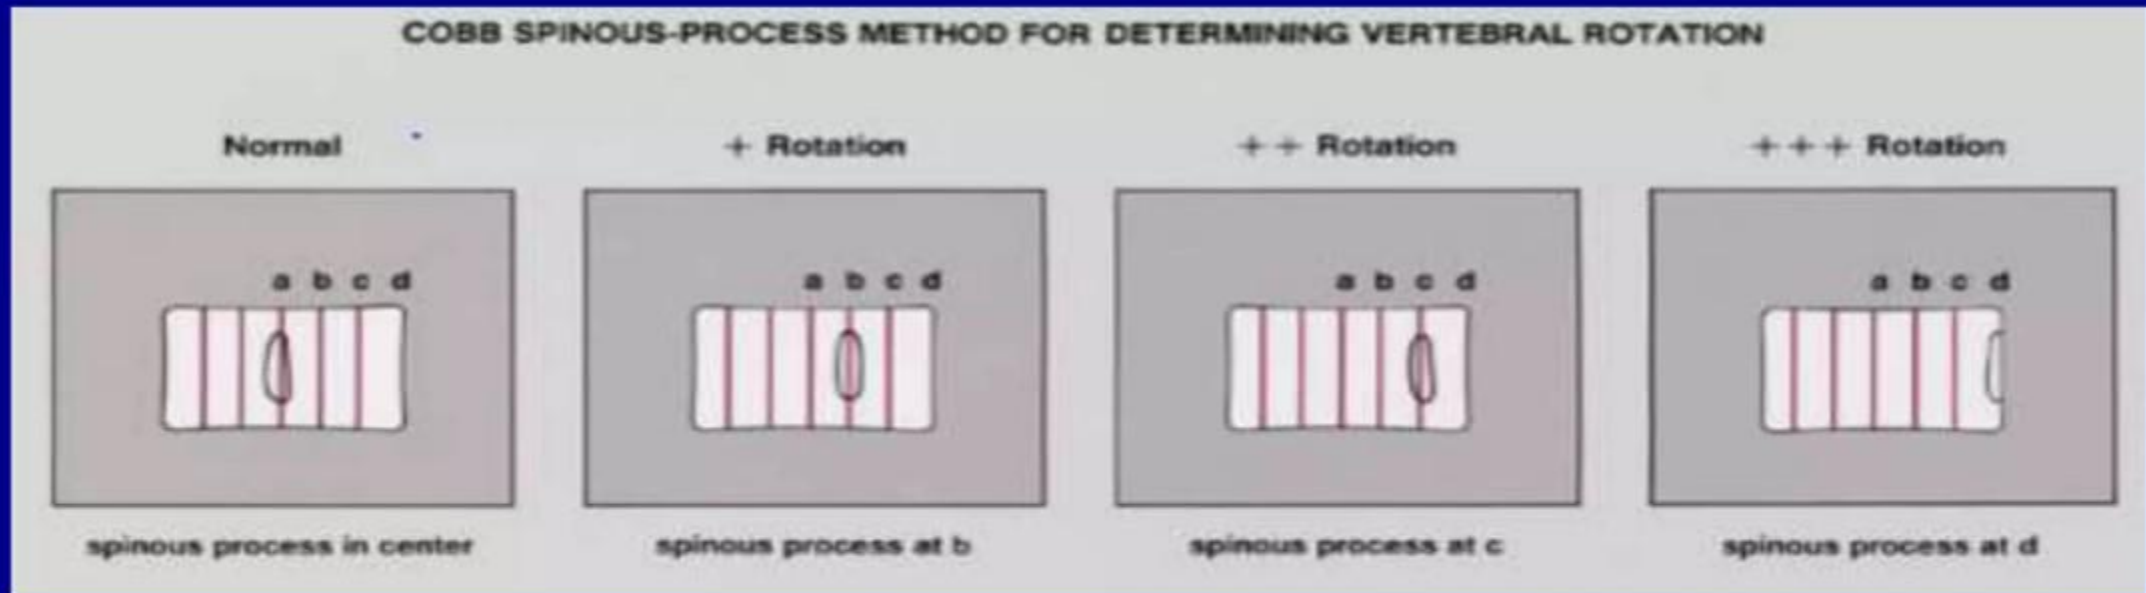 COBB SPINOUS-PROCESS METHOD FOR DETERMINING VERTEBRAL ROTATION
Normal + Rotation + + Rotation + + + Rotation
a b c d a b c d a b c d a b c d
spinous process in center spinous process at b spinous process at c spinous process at d